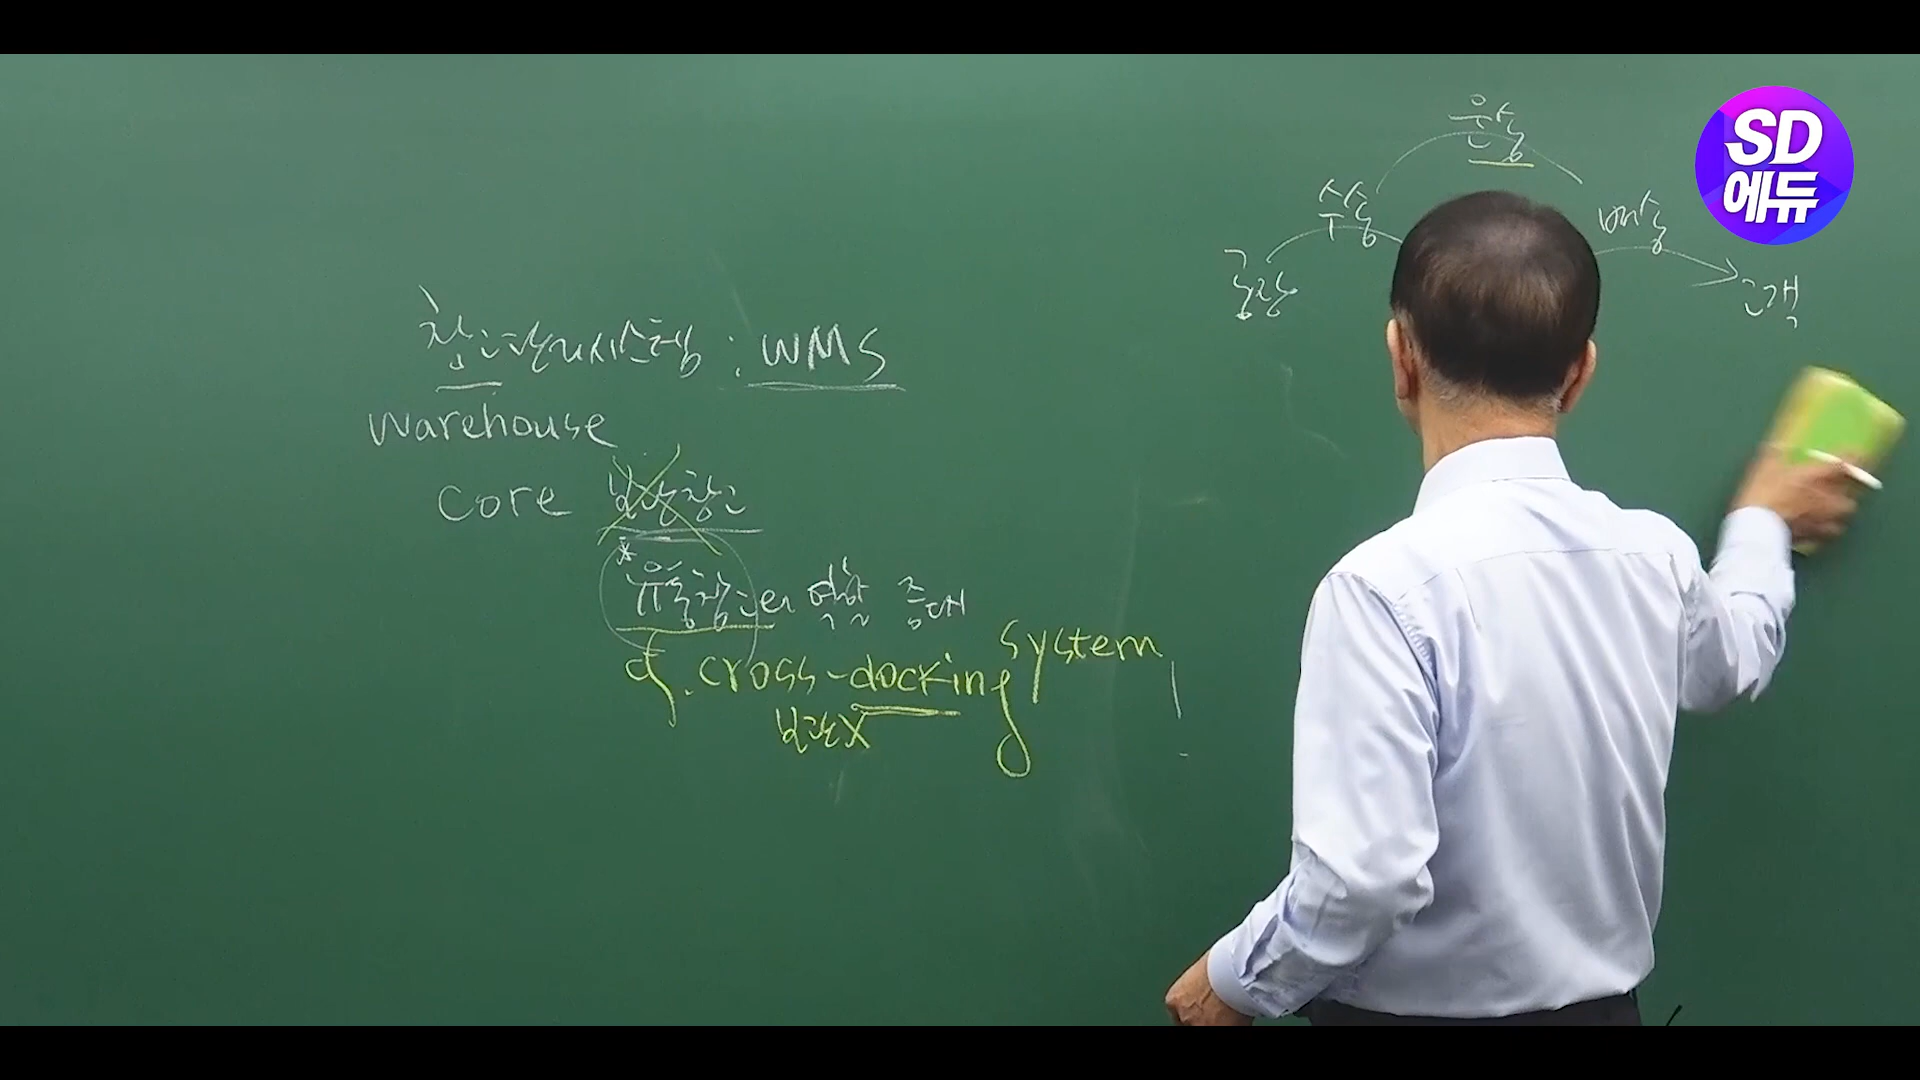 운송
수송
배송
공장
고객
SD
에듀
창고관리시스템 : WMS
warehouse
core 보관창고
* 유통창고의 역할 증대
cf. cross-docking system
보관X